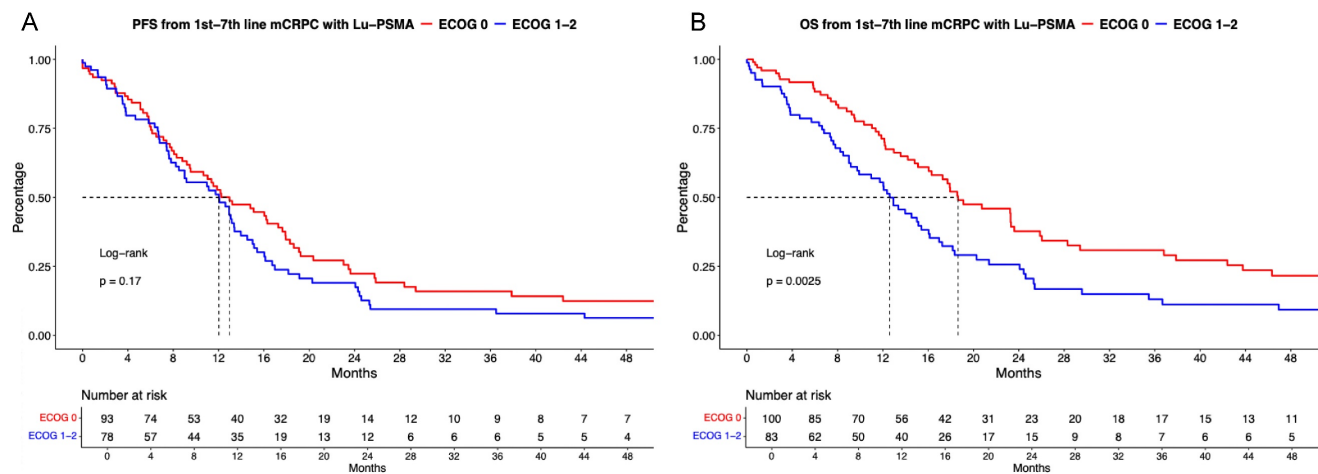 A
PFS from 1st–7th line mCRPC with Lu–PSMA ECOG 0 ECOG 1–2
Percentage
1.00
0.75
0.50
0.25
0.00
Log–rank
p = 0.17
0 4 8 12 16 20 24 28 32 36 40 44 48
Months
Number at risk
ECOG 0 93 74 53 40 32 19 14 12 10 9 8 7 7
ECOG 1–2 78 57 44 35 19 13 12 6 6 6 5 5 4
0 4 8 12 16 20 24 28 32 36 40 44 48
Months
B
OS from 1st–7th line mCRPC with Lu–PSMA ECOG 0 ECOG 1–2
Percentage
1.00
0.75
0.50
0.25
0.00
Log–rank
p = 0.0025
0 4 8 12 16 20 24 28 32 36 40 44 48
Months
Number at risk
ECOG 0 100 85 70 56 42 31 23 20 18 17 15 13 11
ECOG 1–2 83 62 50 40 26 17 15 9 8 7 6 6 5
0 4 8 12 16 20 24 28 32 36 40 44 48
Months